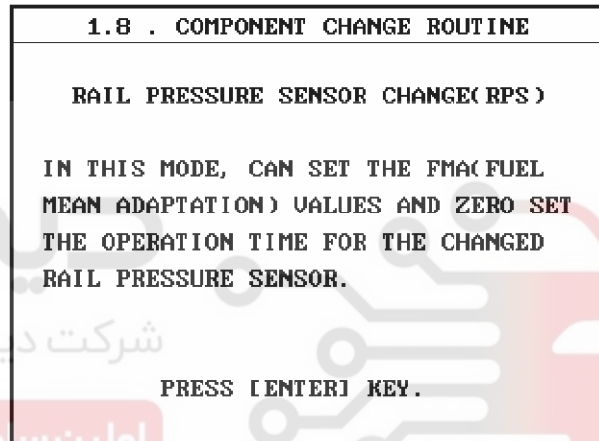 1.8 . COMPONENT CHANGE ROUTINE
RAIL PRESSURE SENSOR CHANGE(RPS)
IN THIS MODE, CAN SET THE FMA(FUEL
MEAN ADAPTATION) VALUES AND ZERO SET
THE OPERATION TIME FOR THE CHANGED
RAIL PRESSURE SENSOR.
شرکت
PRESS [ENTER] KEY.